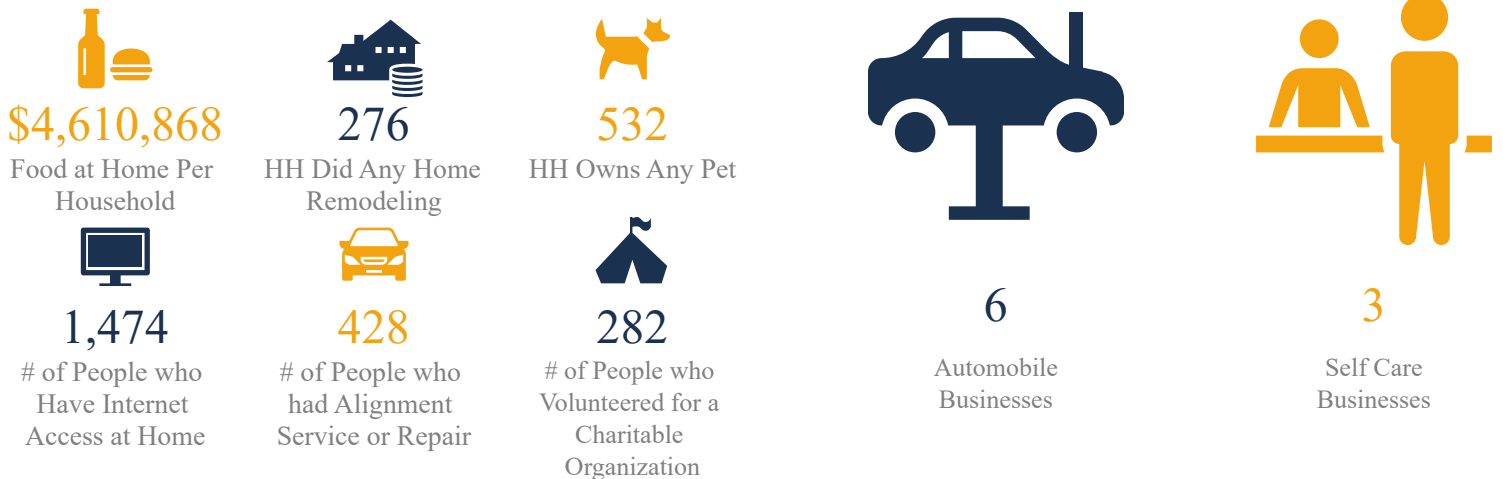 $4,610,868
Food at Home Per
Household
276
HH Did Any Home
Remodeling
532
HH Owns Any Pet
1,474
# of People who
Have Internet
Access at Home
428
# of People who
had Alignment
Service or Repair
282
# of People who
Volunteered for a
Charitable
Organization
6
Automobile
Businesses
3
Self Care
Businesses